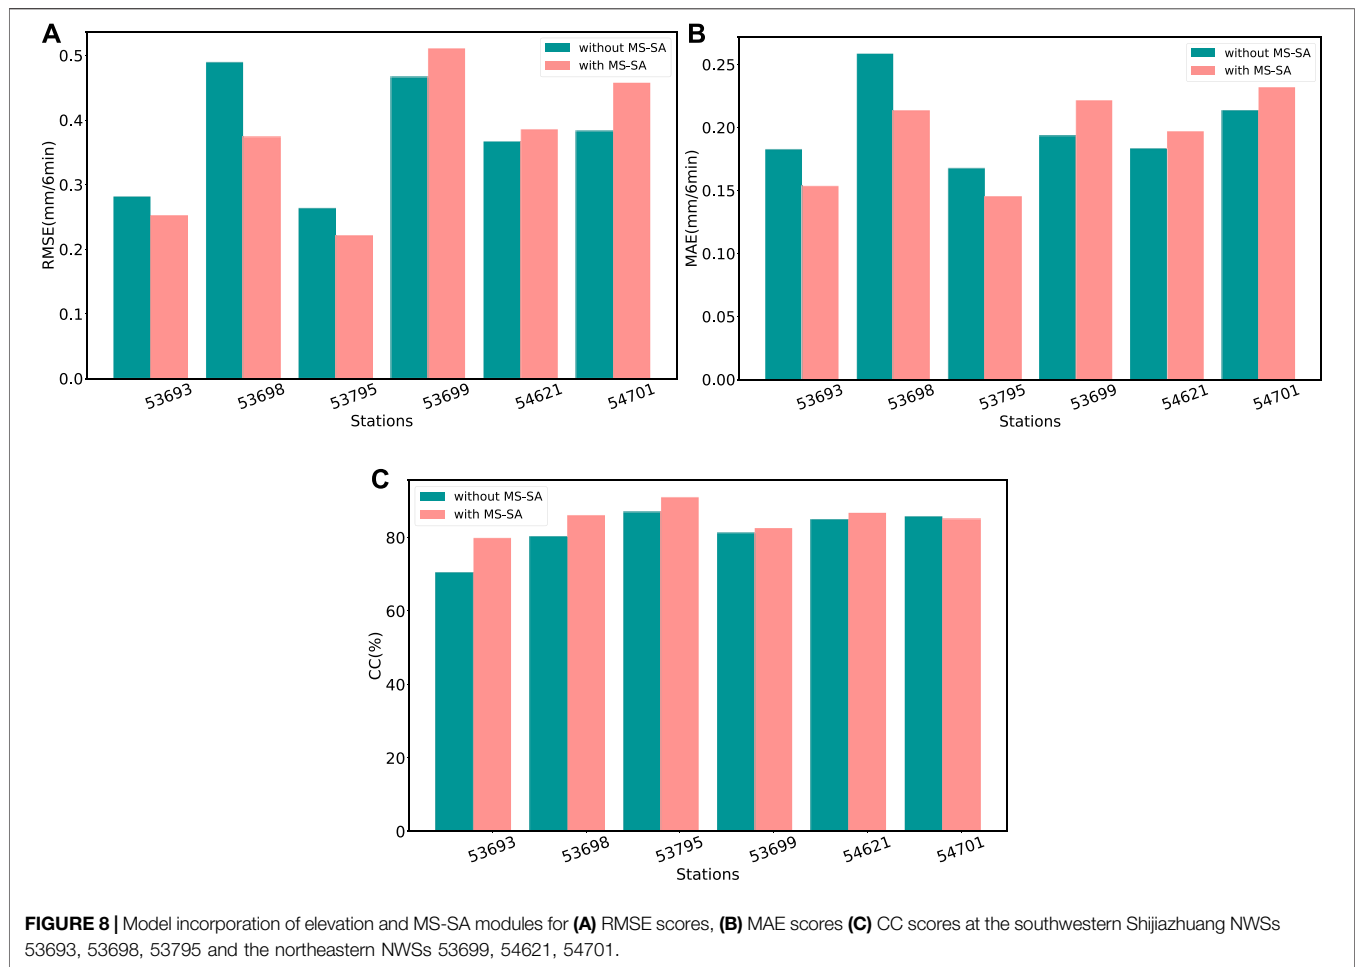 A
RMSE(mm/6min)
0.5
0.4
0.3
0.2
0.1
0.0
without MS-SA
with MS-SA
53693 53698 53795 53699 54621 54701
Stations
B
MAE(mm/6min)
0.25
0.20
0.15
0.10
0.05
0.00
without MS-SA
with MS-SA
53693 53698 53795 53699 54621 54701
Stations
C
CC(%)
80
60
40
20
0
without MS-SA
with MS-SA
53693 53698 53795 53699 54621 54701
Stations
FIGURE 8 | Model incorporation of elevation and MS-SA modules for (A) RMSE scores, (B) MAE scores (C) CC scores at the southwestern Shijiazhuang NWSs
53693, 53698, 53795 and the northeastern NWSs 53699, 54621, 54701.